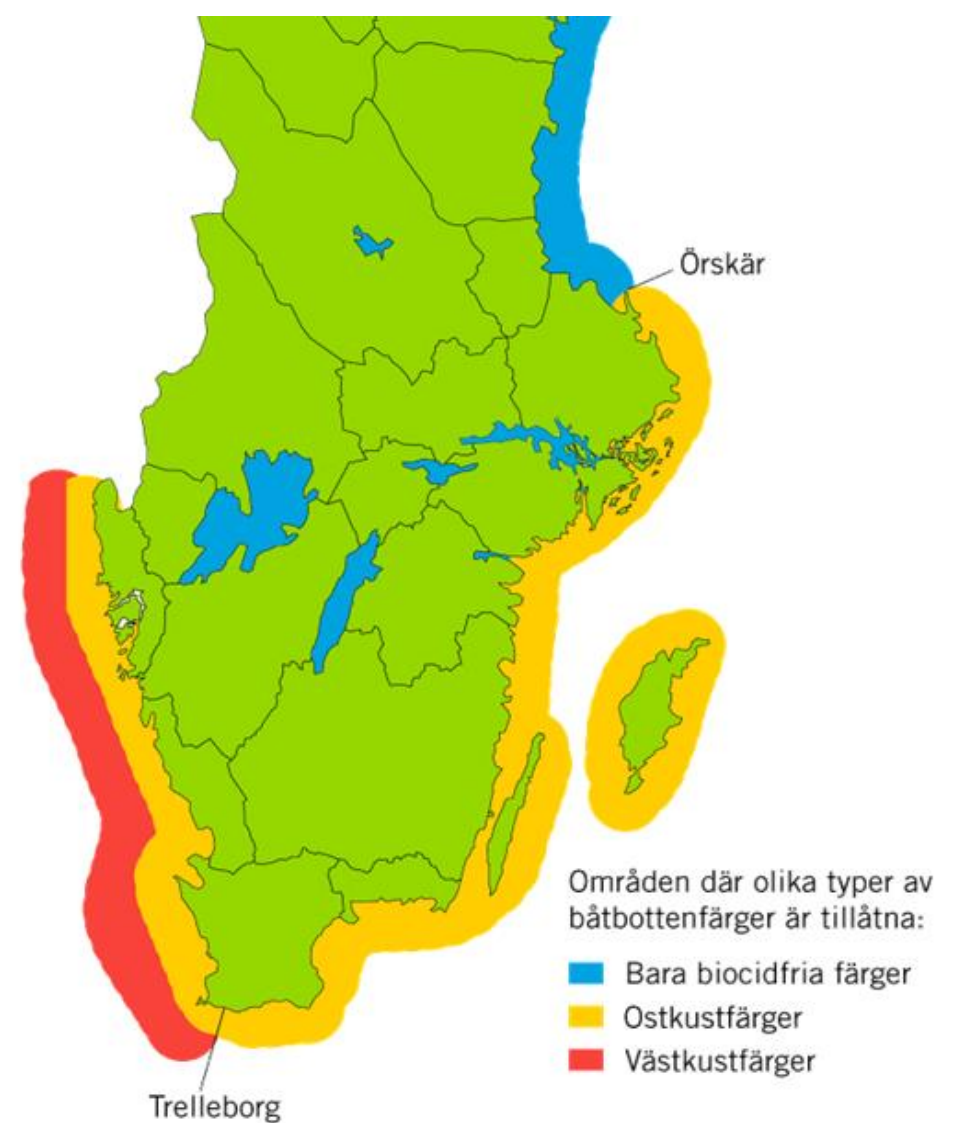 Örskär
Områden där olika typer av
båtbottenfärger är tillåtna:
Bara biocidfria färger
Ostkustfärger
Västkustfärger
Trelleborg